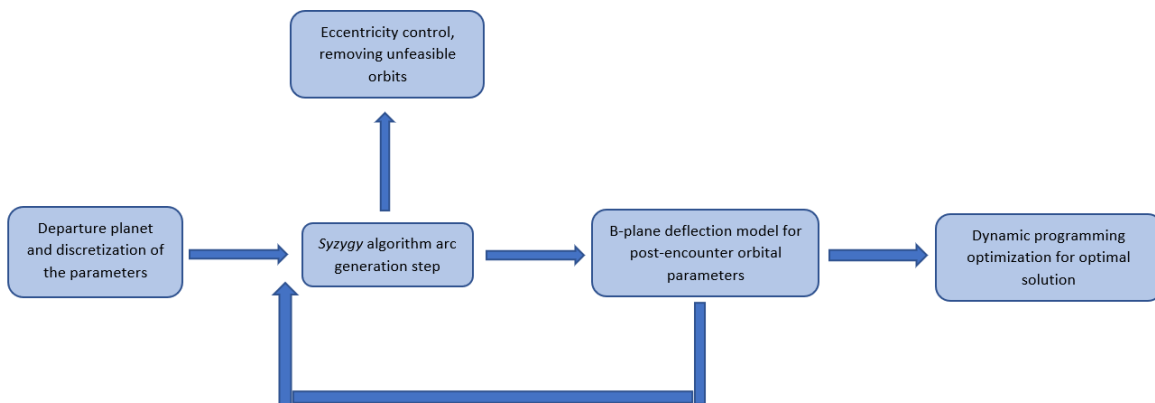 Eccentricity control,
removing unfeasible
orbits
Departure planet
and discretization of
the parameters
Syzygy algorithm arc
generation step
B-plane deflection model for
post-encounter orbital
parameters
Dynamic programming
optimization for optimal
solution